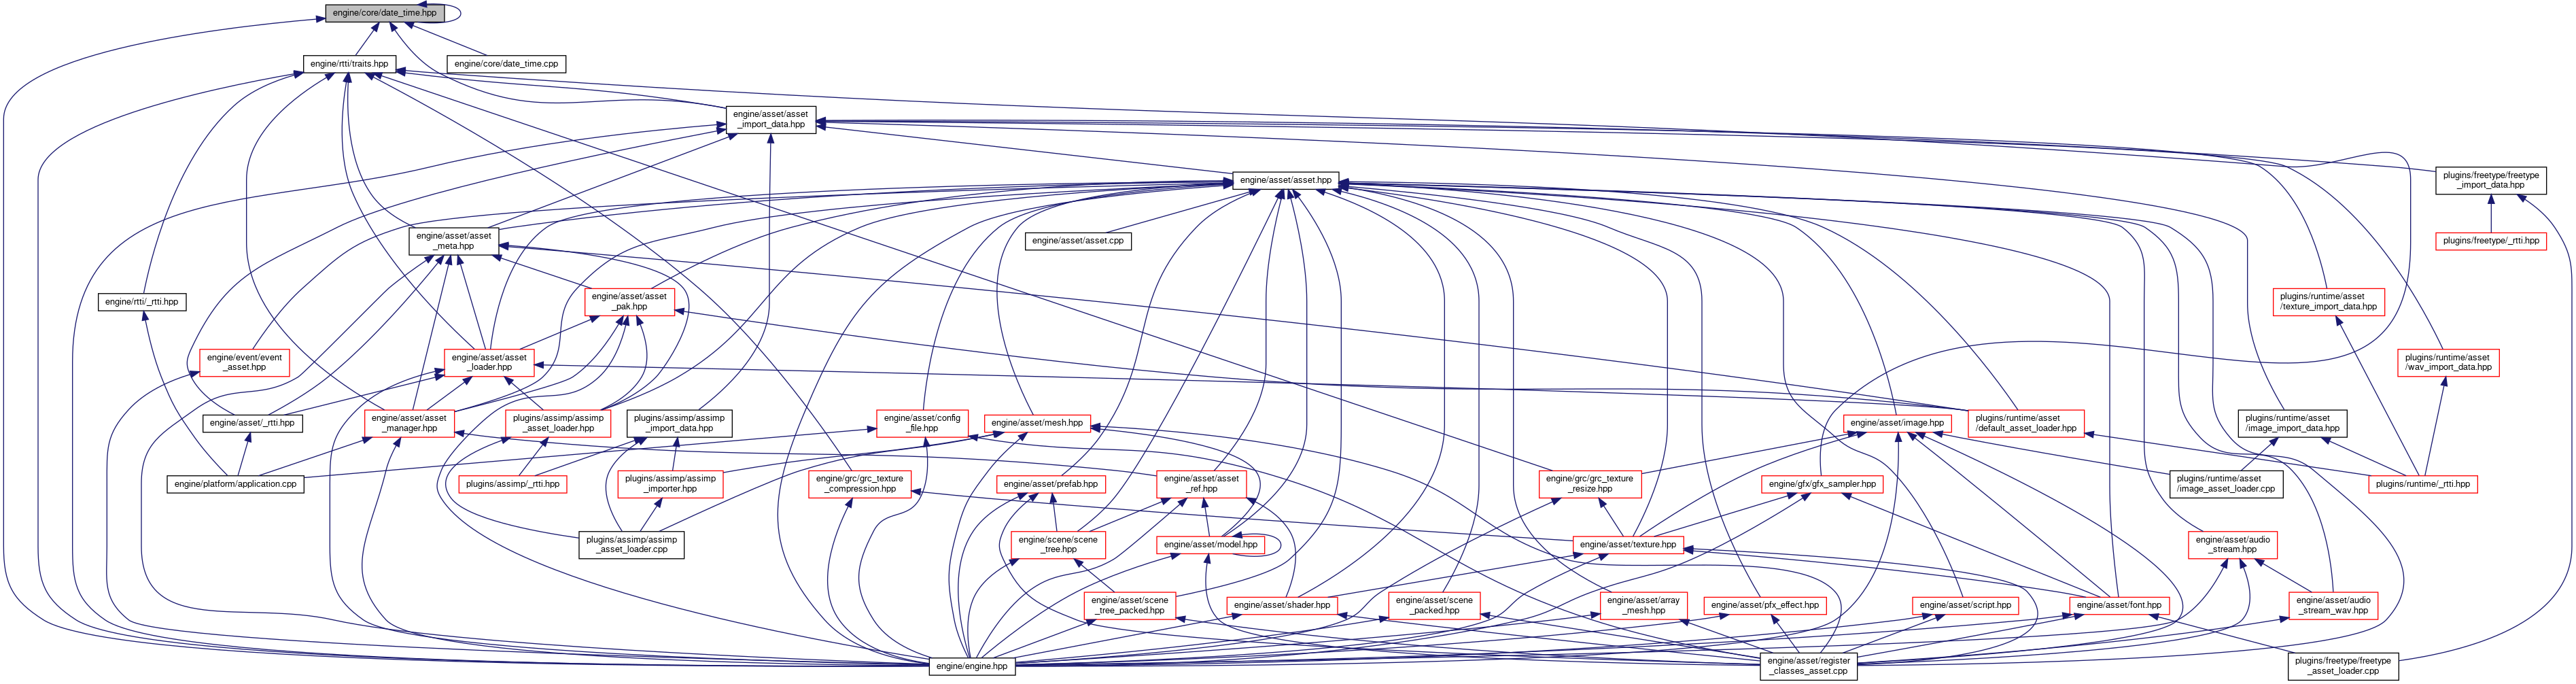 engine/core/date_time.hpp
engine/rtti/traits.hpp
engine/core/date_time.cpp
engine/asset/asset
_import_data.hpp
engine/asset/asset.hpp
plugins/freetype/freetype
_import_data.hpp
engine/asset/asset
_meta.hpp
engine/asset/asset.cpp
plugins/freetype/_rtti.hpp
engine/rtti/_rtti.hpp
engine/asset/asset
_pak.hpp
plugins/runtime/asset
/texture_import_data.hpp
engine/event/event
_asset.hpp
engine/asset/asset
_loader.hpp
plugins/runtime/asset
/wav_import_data.hpp
engine/asset/_rtti.hpp
engine/asset/asset
_manager.hpp
plugins/assimp/assimp
_asset_loader.hpp
plugins/assimp/assimp
_import_data.hpp
engine/asset/config
_file.hpp
engine/asset/mesh.hpp
engine/asset/image.hpp
plugins/runtime/asset
/default_asset_loader.hpp
plugins/runtime/asset
/image_import_data.hpp
engine/platform/application.cpp
plugins/assimp/_rtti.hpp
plugins/assimp/assimp
_importer.hpp
engine/grc/grc_texture
_compression.hpp
engine/asset/prefab.hpp
engine/asset/asset
_ref.hpp
engine/grc/grc_texture
_resize.hpp
engine/gfx/gfx_sampler.hpp
plugins/runtime/asset
/image_asset_loader.cpp
plugins/runtime/_rtti.hpp
plugins/assimp/assimp
_asset_loader.cpp
engine/scene/scene
_tree.hpp
engine/asset/model.hpp
engine/asset/texture.hpp
engine/asset/audio
_stream.hpp
engine/asset/scene
_tree_packed.hpp
engine/asset/shader.hpp
engine/asset/scene
_packed.hpp
engine/asset/array
_mesh.hpp
engine/asset/pfx_effect.hpp
engine/asset/script.hpp
engine/asset/font.hpp
engine/asset/audio
_stream_wav.hpp
engine/engine.hpp
engine/asset/register
_classes_asset.cpp
plugins/freetype/freetype
_asset_loader.cpp